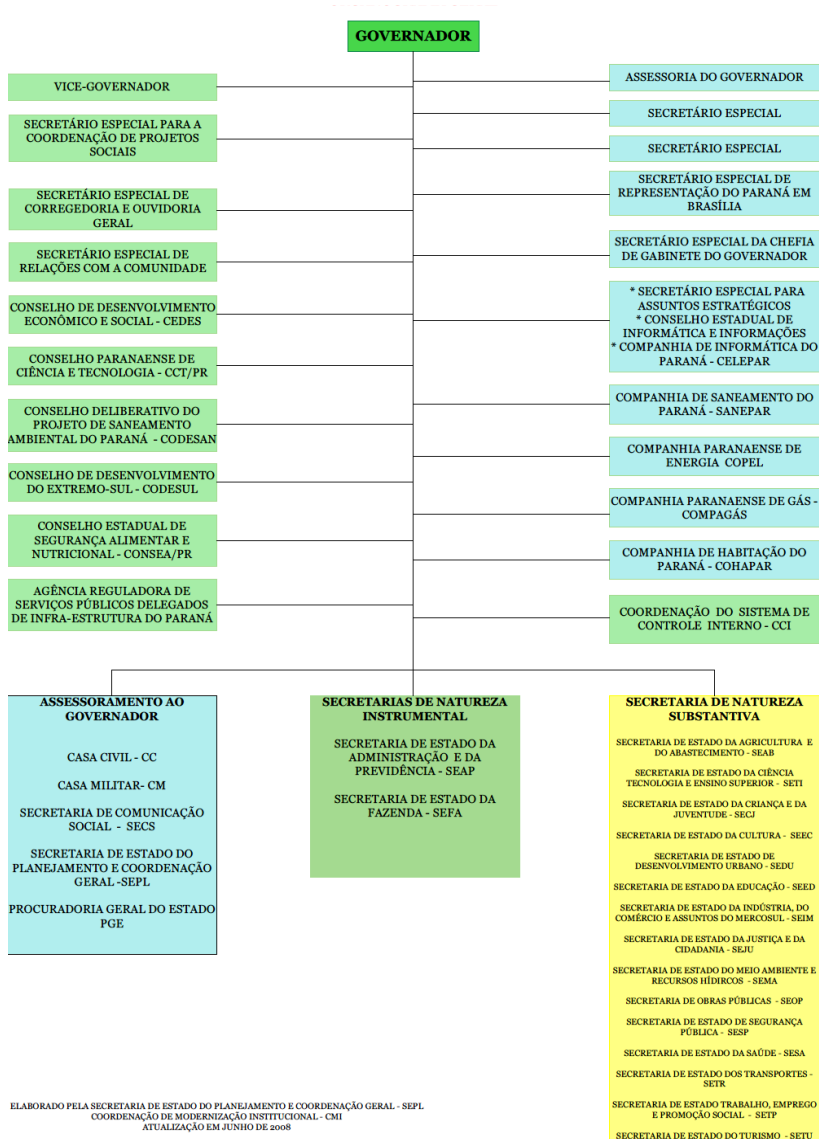 GOVERNADOR
VICE-GOVERNADOR
SECRETÁRIO ESPECIAL PARA A
COORDENAÇÃO DE PROJETOS
SOCIAIS
SECRETÁRIO ESPECIAL DE
CORREGEDORIA E OUVIDORIA
GERAL
SECRETÁRIO ESPECIAL DE
RELAÇÕES COM A COMUNIDADE
CONSELHO DE DESENVOLVIMENTO
ECONÔMICO E SOCIAL - CEDES
CONSELHO PARANAENSE DE
CIÊNCIA E TECNOLOGIA - CCT/PR
CONSELHO DELIBERATIVO DO
PROJETO DE SANEAMENTO
AMBIENTAL DO PARANÁ - CODESAN
CONSELHO DE DESENVOLVIMENTO
DO EXTREMO-SUL - CODESUL
CONSELHO ESTADUAL DE
SEGURANÇA ALIMENTAR E
NUTRICIONAL - CONSEA/PR
AGÊNCIA REGULADORA DE
SERVIÇOS PÚBLICOS DELEGADOS
DE INFRA-ESTRUTURA DO PARANÁ
ASSESSORIA DO GOVERNADOR
SECRETÁRIO ESPECIAL
SECRETÁRIO ESPECIAL
SECRETÁRIO ESPECIAL DE
REPRESENTAÇÃO DO PARANÁ EM
BRASÍLIA
SECRETÁRIO ESPECIAL DA CHEFIA
DE GABINETE DO GOVERNADOR
* SECRETÁRIO ESPECIAL PARA
ASSUNTOS ESTRATÉGICOS
* CONSELHO ESTADUAL DE
INFORMÁTICA E INFORMAÇÕES
* COMPANHIA DE INFORMÁTICA DO
PARANÁ - CELEPAR
COMPANHIA DE SANEAMENTO DO
PARANÁ - SANEPAR
COMPANHIA PARANAENSE DE
ENERGIA COPEL
COMPANHIA PARANAENSE DE GÁS -
COMPAGÁS
COMPANHIA DE HABITAÇÃO DO
PARANÁ - COHAPAR
COORDENAÇÃO DO SISTEMA DE
CONTROLE INTERNO - CCI
ASSESSORAMENTO AO
GOVERNADOR
CASA CIVIL - CC
CASA MILITAR- CM
SECRETARIA DE COMUNICAÇÃO
SOCIAL - SECS
SECRETARIA DE ESTADO DO
PLANEJAMENTO E COORDENAÇÃO
GERAL -SEPL
PROCURADORIA GERAL DO ESTADO
PGE
SECRETARIAS DE NATUREZA
INSTRUMENTAL
SECRETARIA DE ESTADO DA
ADMINISTRAÇÃO E DA
PREVIDÊNCIA - SEAP
SECRETARIA DE ESTADO DA
FAZENDA - SEFA
SECRETARIA DE NATUREZA
SUBSTANTIVA
SECRETARIA DE ESTADO DA AGRICULTURA E
DO ABASTECIMENTO - SEAB
SECRETARIA DE ESTADO DA CIÊNCIA
TECNOLOGIA E ENSINO SUPERIOR - SETI
SECRETARIA DE ESTADO DA CRIANÇA E DA
JUVENTUDE - SECJ
SECRETARIA DE ESTADO DA CULTURA - SEEC
SECRETARIA DE ESTADO DE
DESENVOLVIMENTO URBANO - SEDU
SECRETARIA DE ESTADO DA EDUCAÇÃO - SEED
SECRETARIA DE ESTADO DA INDÚSTRIA, DO
COMÉRCIO E ASSUNTOS DO MERCOSUL - SEIM
SECRETARIA DE ESTADO DA JUSTIÇA E DA
CIDADANIA - SEJU
SECRETARIA DE ESTADO DO MEIO AMBIENTE E
RECURSOS HÍDIRCOS - SEMA
SECRETARIA DE OBRAS PÚBLICAS - SEOP
SECRETARIA DE ESTADO DE SEGURANÇA
PÚBLICA - SESP
SECRETARIA DE ESTADO DA SAÚDE - SESA
SECRETARIA DE ESTADO DOS TRANSPORTES -
SETR
SECRETARIA DE ESTADO TRABALHO, EMPREGO
E PROMOÇÃO SOCIAL - SETP
SECRETARIA DE ESTADO DO TURISMO - SETU
ELABORADO PELA SECRETARIA DE ESTADO DO PLANEJAMENTO E COORDENAÇÃO GERAL - SEPL
COORDENAÇÃO DE MODERNIZAÇÃO INSTITUCIONAL - CMI
ATUALIZAÇÃO EM JUNHO DE 2008